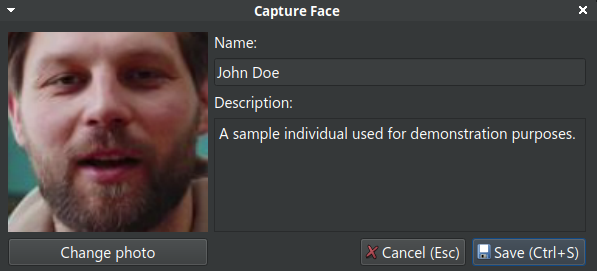 Capture Face
Name:
John Doe
Description:
A sample individual used for demonstration purposes.
Change photo
Cancel (Esc)
Save (Ctrl+S)